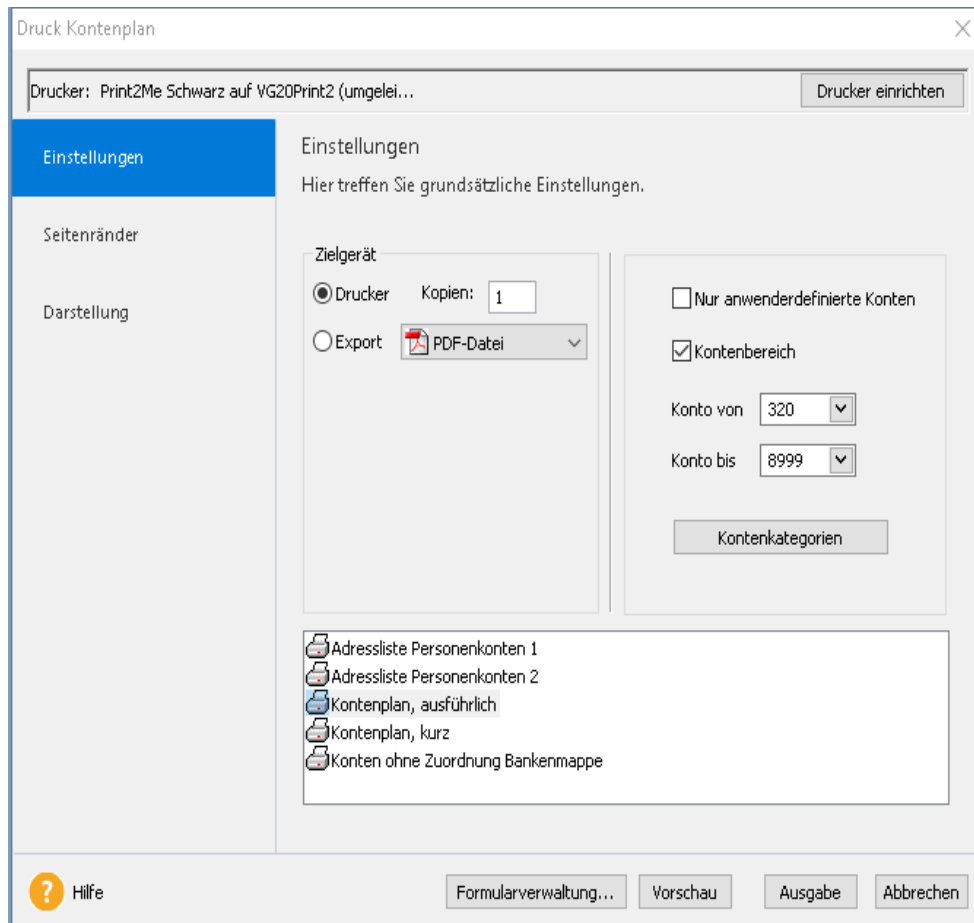 Druck Kontenplan
Drucker: Print2Me Schwarz auf VG20Print2 (umgelei...
Drucker einrichten
Einstellungen
Seitenränder
Darstellung
Einstellungen
Hier treffen Sie grundsätzliche Einstellungen.
Zielgerät
Drucker Kopien: 1
Export PDF-Datei
Nur anwenderdefinierte Konten
Kontenbereich
Konto von 320
Konto bis 8999
Kontenkategorien
Adressliste Personenkonten 1
Adressliste Personenkonten 2
Kontenplan, ausführlich
Kontenplan, kurz
Konten ohne Zuordnung Bankenmappe
? Hilfe
Formularverwaltung... Vorschau Ausgabe Abbrechen